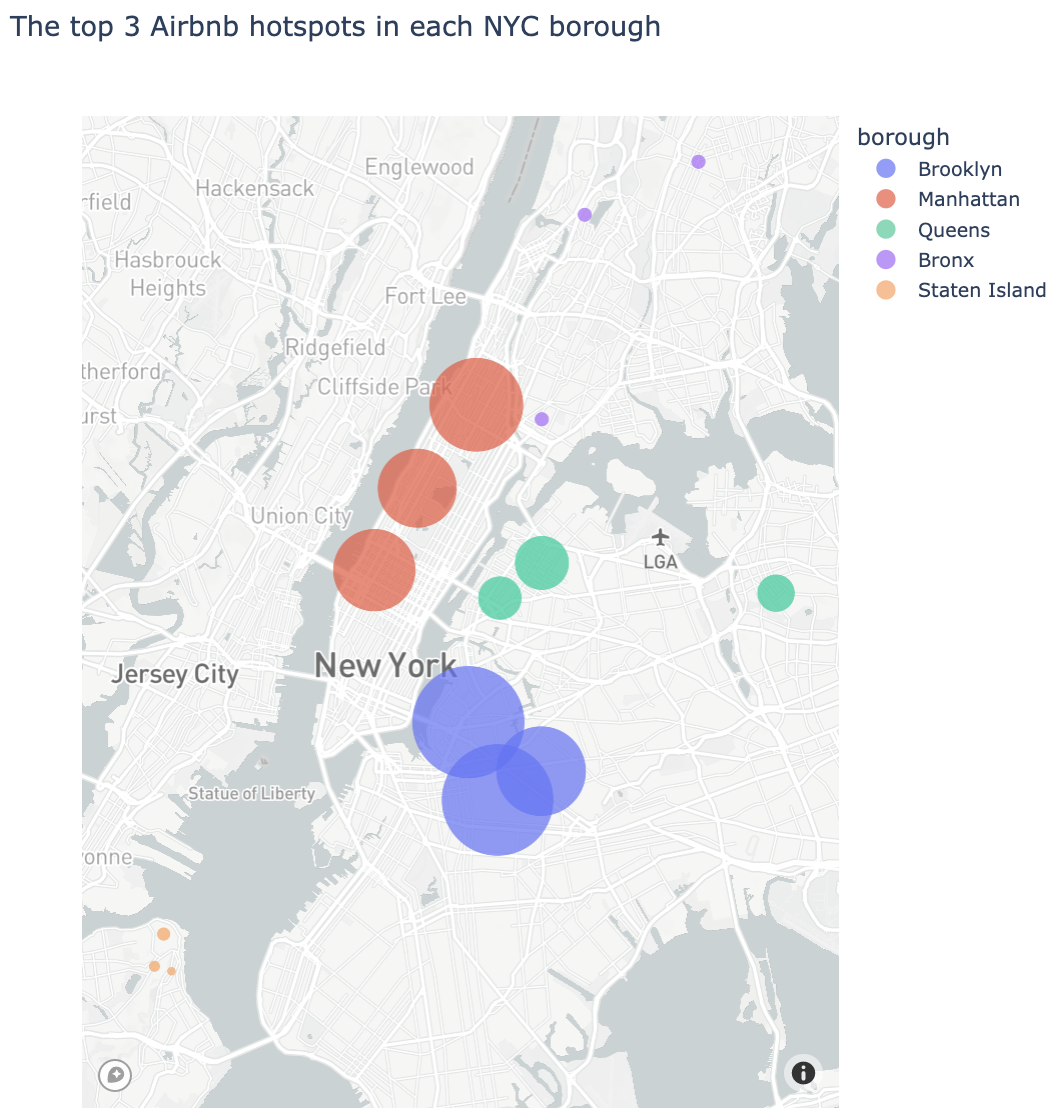 The top 3 Airbnb hotspots in each NYC borough
borough
Brooklyn
Manhattan
Queens
Bronx
Staten Island
Englewood
Hackensack
rfield
Hasbrouck
Heights
Fort Lee
Ridgefield
therford
Cliffside Park
urst
Union City
LGA
New York
Jersey City
Statue of Liberty
onne